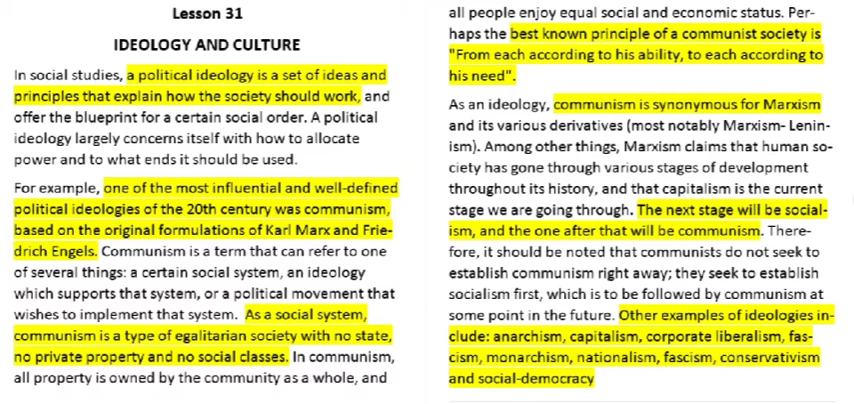 Lesson 31
IDEOLOGY AND CULTURE
In social studies, a political ideology is a set of ideas and
principles that explain how the society should work, and
offer the blueprint for a certain social order. A political
ideology largely concerns itself with how to allocate
power and to what ends it should be used.
For example, one of the most influential and well-defined
political ideologies of the 20th century was communism,
based on the original formulations of Karl Marx and Frie-
drich Engels. Communism is a term that can refer to one
of several things: a certain social system, an ideology
which supports that system, or a political movement that
wishes to implement that system. As a social system,
communism is a type of egalitarian society with no state,
no private property and no social classes. In communism,
all property is owned by the community as a whole, and
all people enjoy equal social and economic status. Per-
haps the best known principle of a communist society is
"From each according to his ability, to each according to
his need".
As an ideology, communism is synonymous for Marxism
and its various derivatives (most notably Marxism- Lenin-
ism). Among other things, Marxism claims that human so-
ciety has gone through various stages of development
throughout its history, and that capitalism is the current
stage we are going through. The next stage will be social-
ism, and the one after that will be communism. There-
fore, it should be noted that communists do not seek to
establish communism right away; they seek to establish
socialism first, which is to be followed by communism at
some point in the future. Other examples of ideologies in-
clude: anarchism, capitalism, corporate liberalism, fas-
cism, monarchism, nationalism, fascism, conservativism
and social-democracy